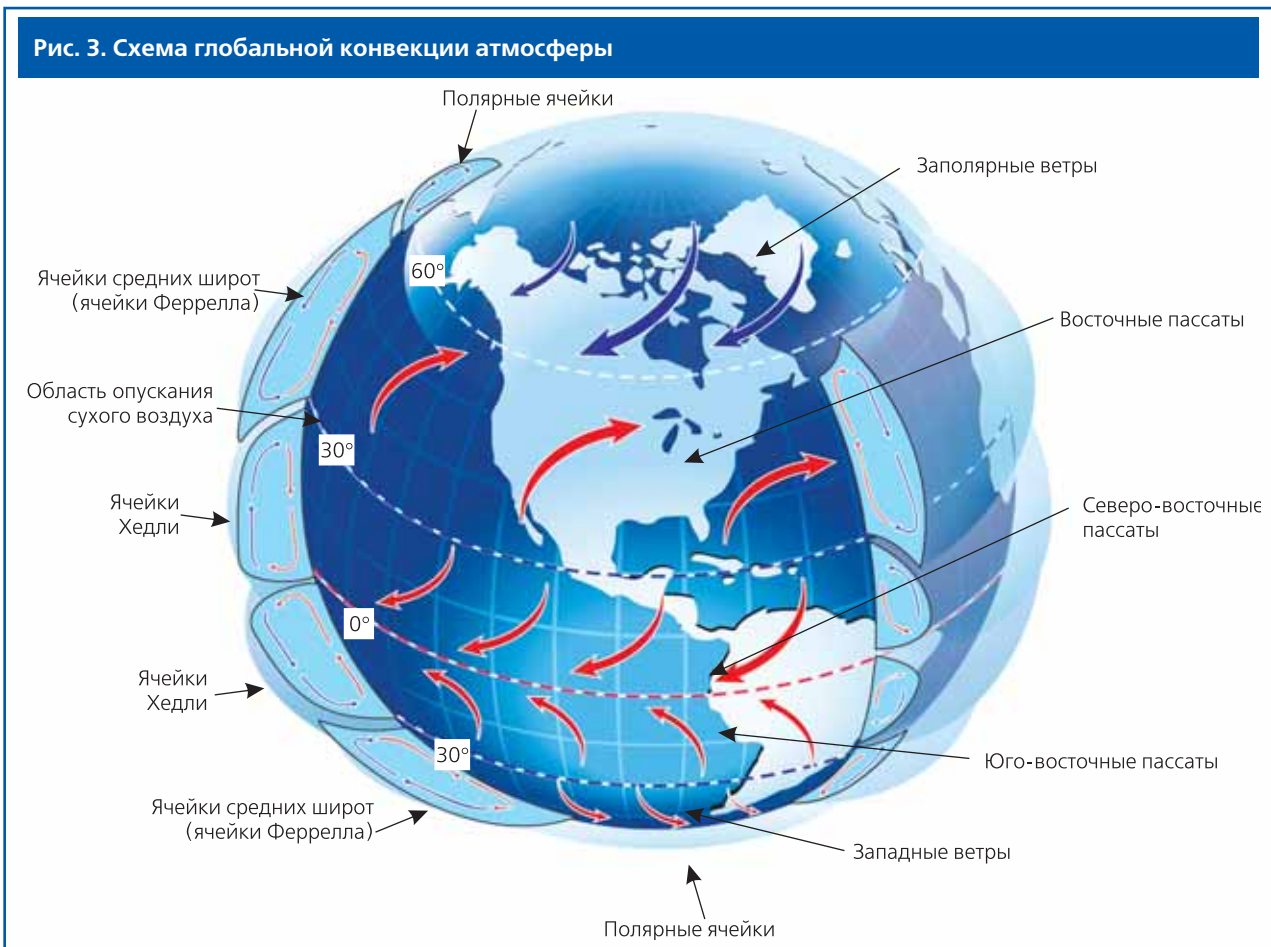 Рис. 3. Схема глобальной конвекции атмосферы
Полярные ячейки
Заполярные ветры
Ячейки средних широт
(ячейки Феррелла)
60°
Восточные пассаты
Область опускания
сухого воздуха
30°
Ячейки
Хедли
Северо-восточные
пассаты
0°
Ячейки
Хедли
30°
Юго-восточные пассаты
Ячейки средних широт
(ячейки Феррелла)
Западные ветры
Полярные ячейки